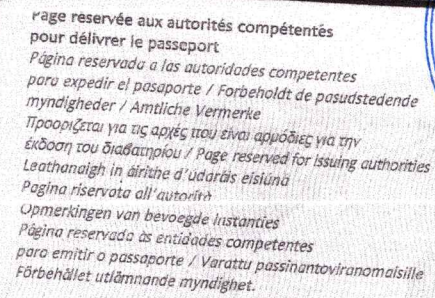 Page réservée aux autorités compétentes
pour délivrer le passeport
Página reservada a las autoridades competentes
para expedir el pasaporte / Forbeholdt de pasudstedende
myndigheder / Amtliche Vermerke
Προορίζεται για τις αρχές που είναι αρμόδιες για την
έκδοση του διαβατηρίου / Page reserved for issuing authorities
Leathanaigh in áirithe d'údaráis eisiúna
Pagina riservata all'autorità
Opmerkingen van bevoegde instanties
Página reservada às entidades competentes
para emitir o passaporte / Varattu passinantoviranomaisille
Förbehållet utlämnande myndighet.